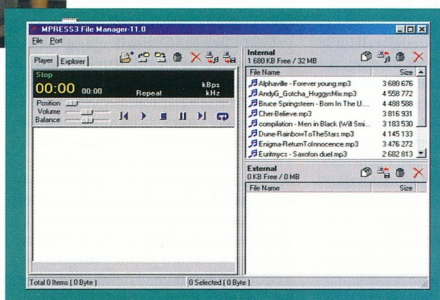 MPRESS3 File Manager-11.0
File Port
Player Explorer
Stop
00:00 00:00 Repeat kBps
kHz
Position
Volume
Balance
Internal
1 680 KB Free / 32 MB
File Name Size
Alphaville - Forever young.mp3 3 680 676
AndyG_Gotcha_HuggrsMix.mp3 4 558 772
Bruce Springsteen - Born In The U... 4 488 588
Cher-Believe.mp3 3 816 931
compilation - Men in Black (Will Smi... 3 183 530
Dune-RainbowToTheStars.mp3 4 145 133
Enigma-ReturnToInnocence.mp3 3 476 272
Euritmycs - Saxofon duel.mp3 2 682 813
External
0 KB Free / 0 MB
File Name Size
Total 0 Items ( 0 Byte ) 0 Selected ( 0 Byte )